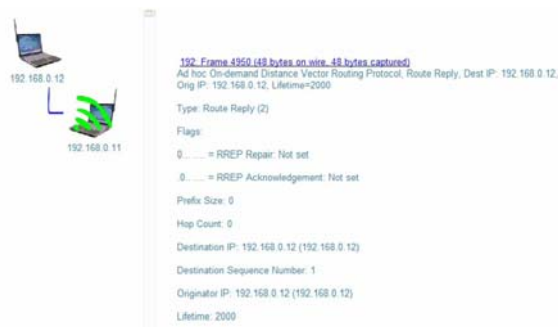 192.168.0.12
192.168.0.11
192: Frame 4950 (48 bytes on wire, 48 bytes captured)
Ad hoc On-demand Distance Vector Routing Protocol, Route Reply, Dest IP: 192.168.0.12,
Orig IP: 192.168.0.12, Lifetime=2000
Type: Route Reply (2)
Flags:
0... .... = RREP Repair: Not set
.0.. .... = RREP Acknowledgement: Not set
Prefix Size: 0
Hop Count: 0
Destination IP: 192.168.0.12 (192.168.0.12)
Destination Sequence Number: 1
Originator IP: 192.168.0.12 (192.168.0.12)
Lifetime: 2000